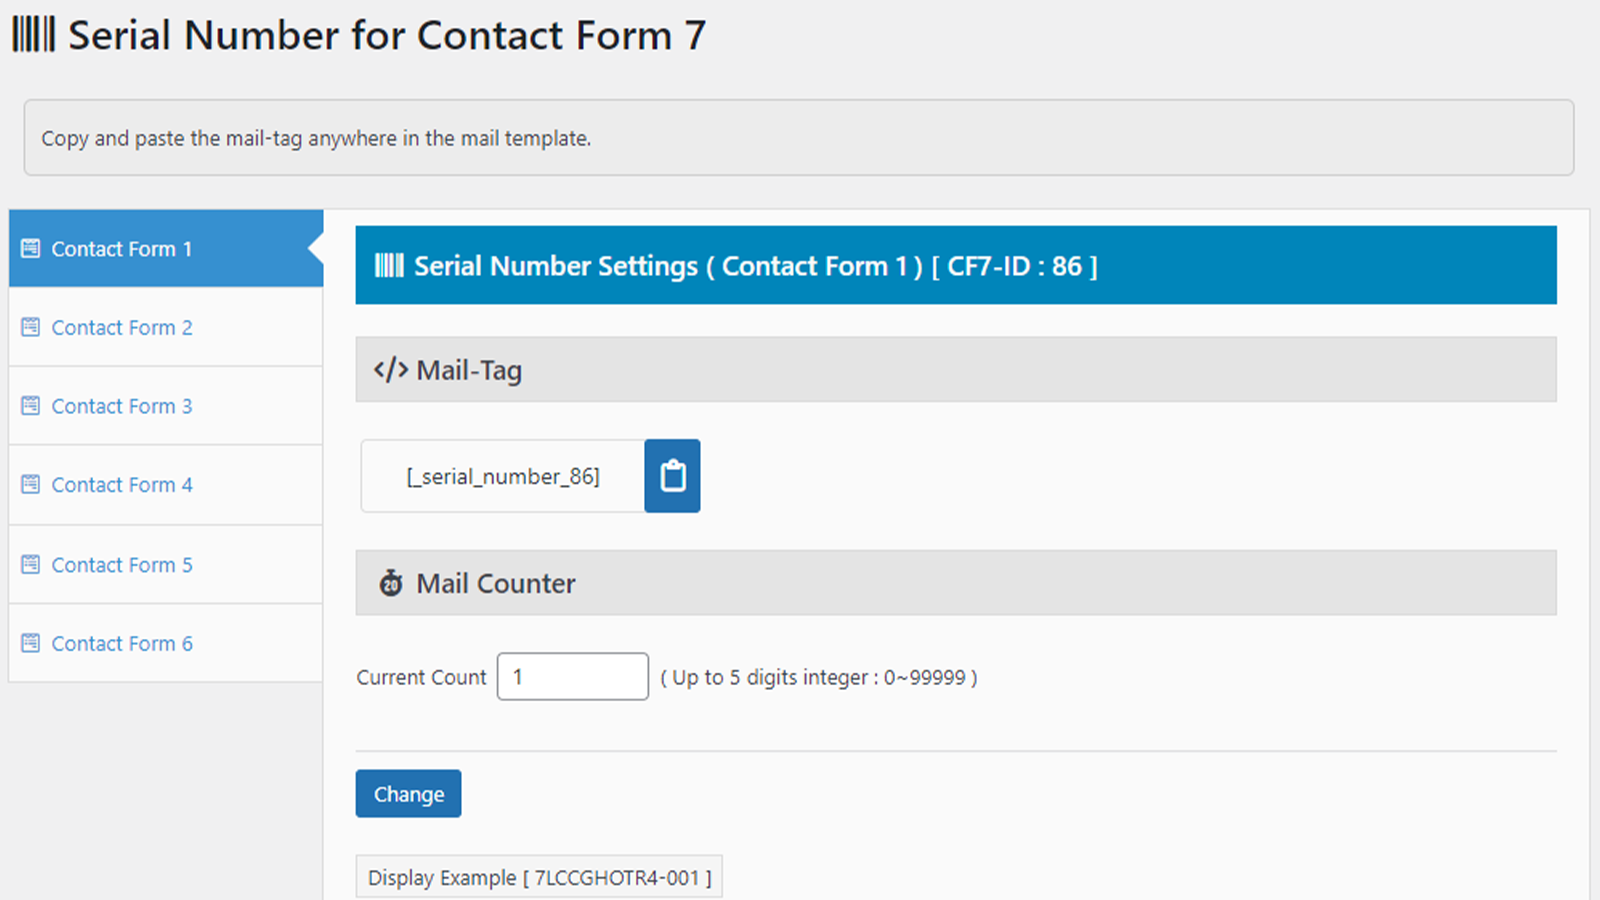 Serial Number for Contact Form 7
Copy and paste the mail-tag anywhere in the mail template.
Contact Form 1
Contact Form 2
Contact Form 3
Contact Form 4
Contact Form 5
Contact Form 6
Serial Number Settings ( Contact Form 1 ) [ CF7-ID : 86 ]
</> Mail-Tag
[_serial_number_86]
20 Mail Counter
Current Count 1 ( Up to 5 digits integer : 0~99999 )
Change
Display Example [ 7LCCGHOTR4-001 ]